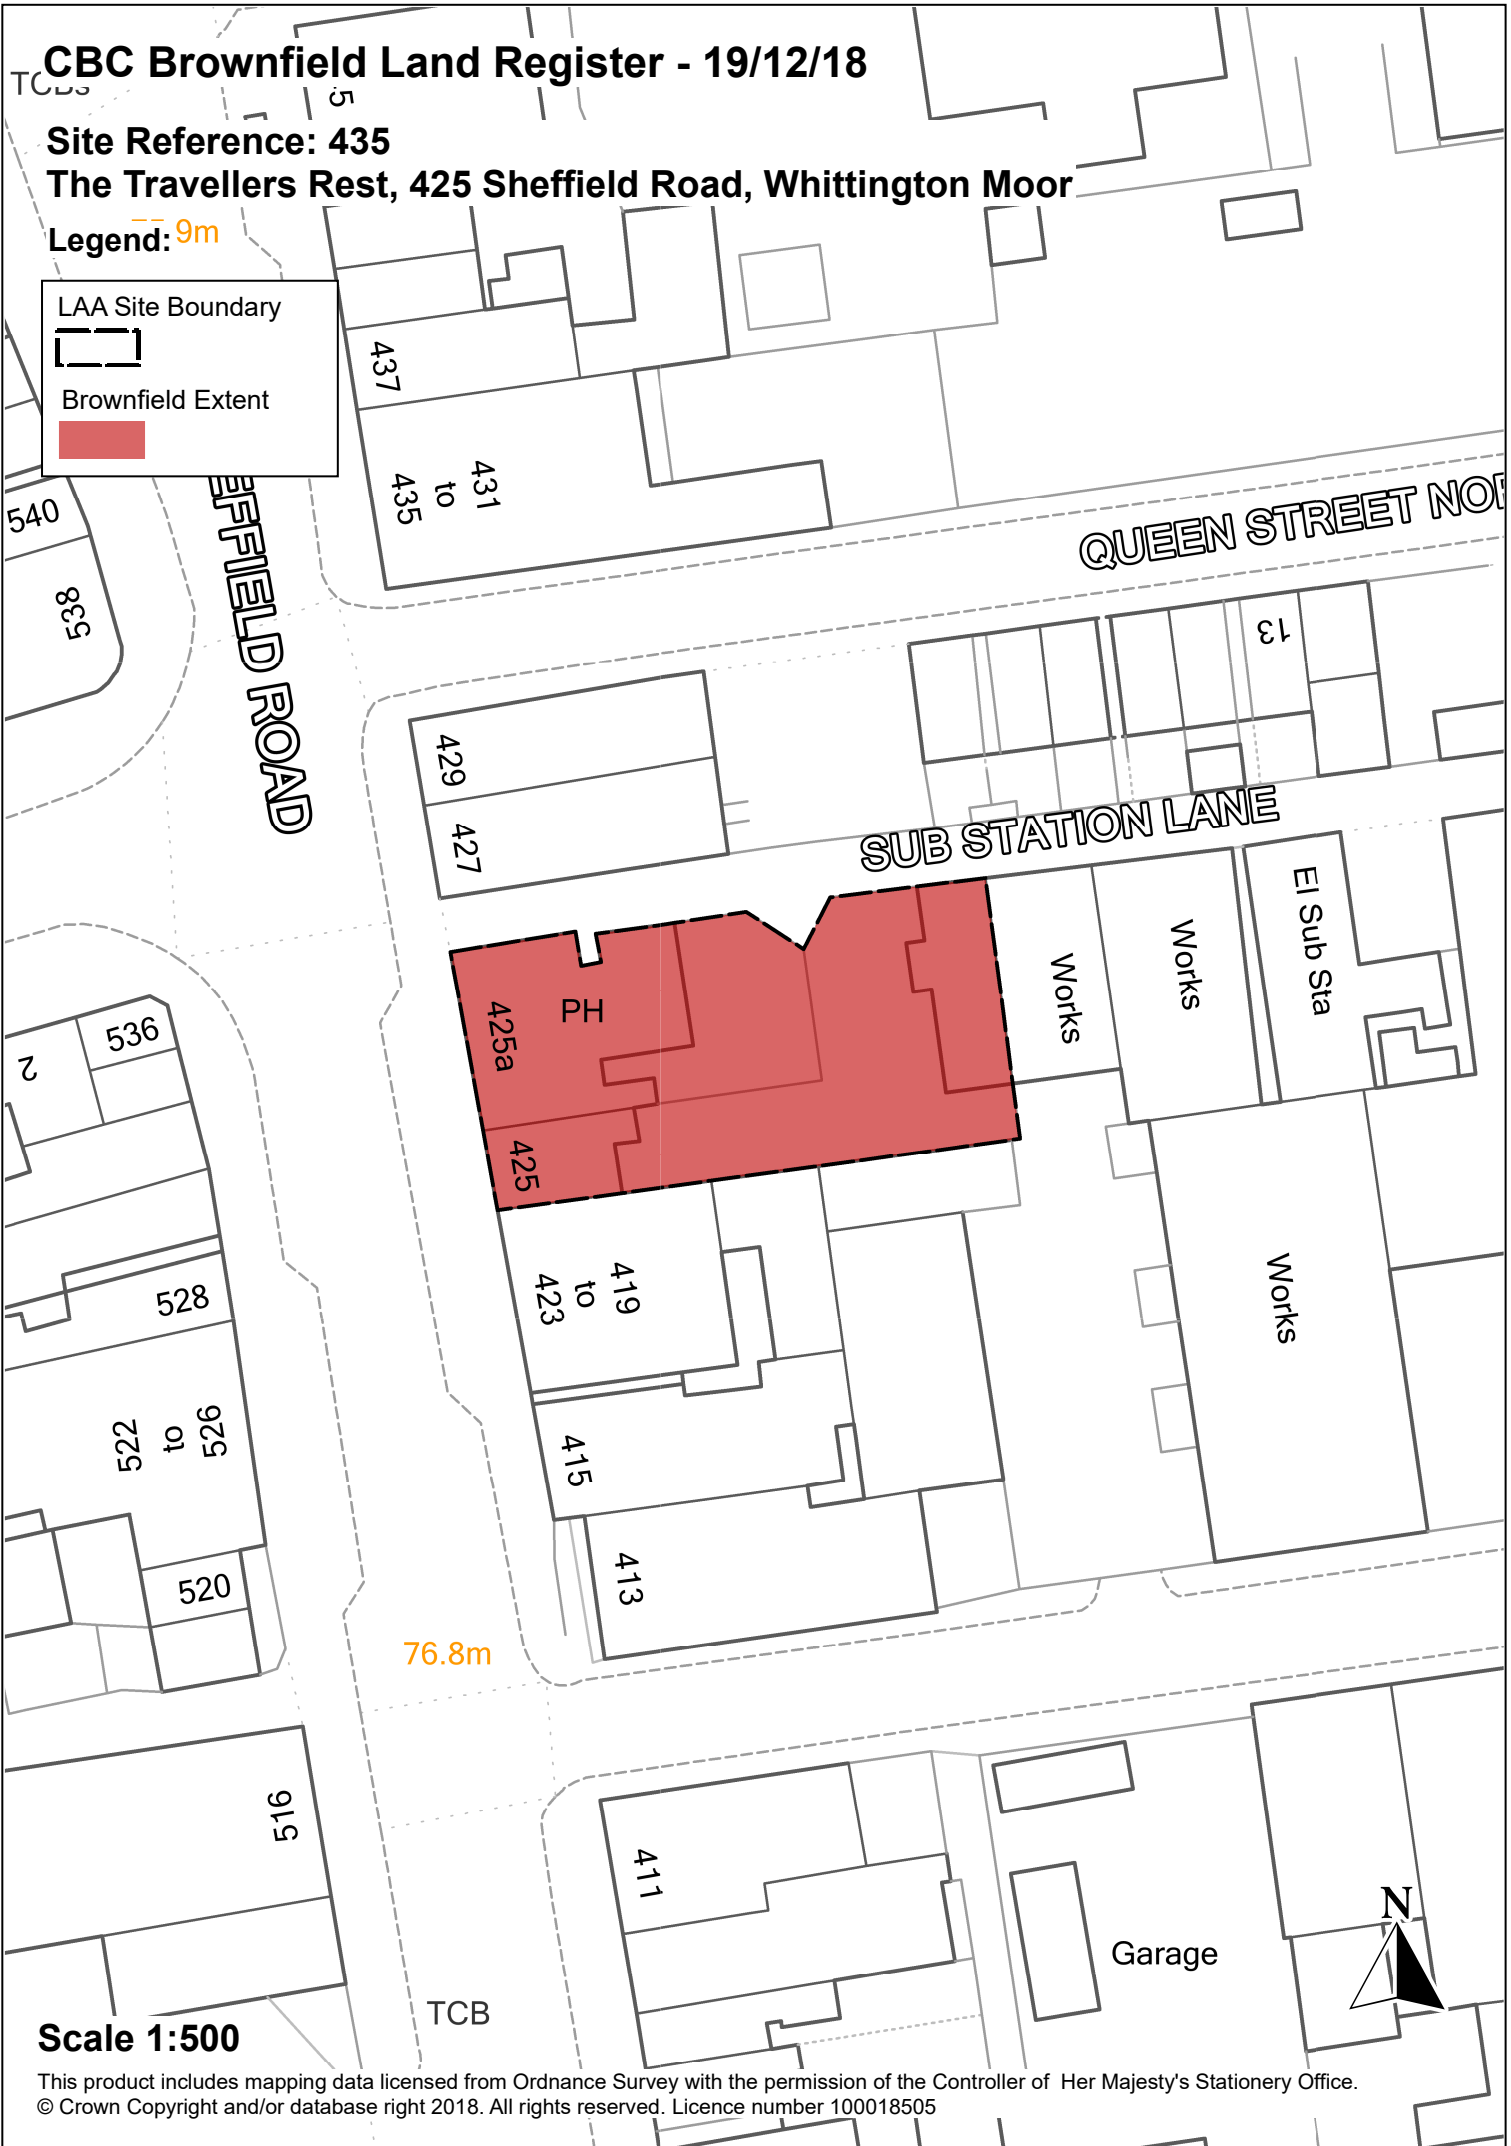 CBC Brownfield Land Register - 19/12/18
Site Reference: 435
The Travellers Rest, 425 Sheffield Road, Whittington Moor
Legend:
9m
LAA Site Boundary
Brownfield Extent
437
431
to
435
540
538
EFFIELD ROAD
QUEEN STREET NOR
13
429
427
SUB STATION LANE
El Sub Sta
Works
Works
PH
425a
425
536
2
419
to
423
Works
528
522
to
526
415
413
520
76.8m
516
411
Garage
N
TCB
Scale 1:500
This product includes mapping data licensed from Ordnance Survey with the permission of the Controller of Her Majesty's Stationery Office.
© Crown Copyright and/or database right 2018. All rights reserved. Licence number 100018505